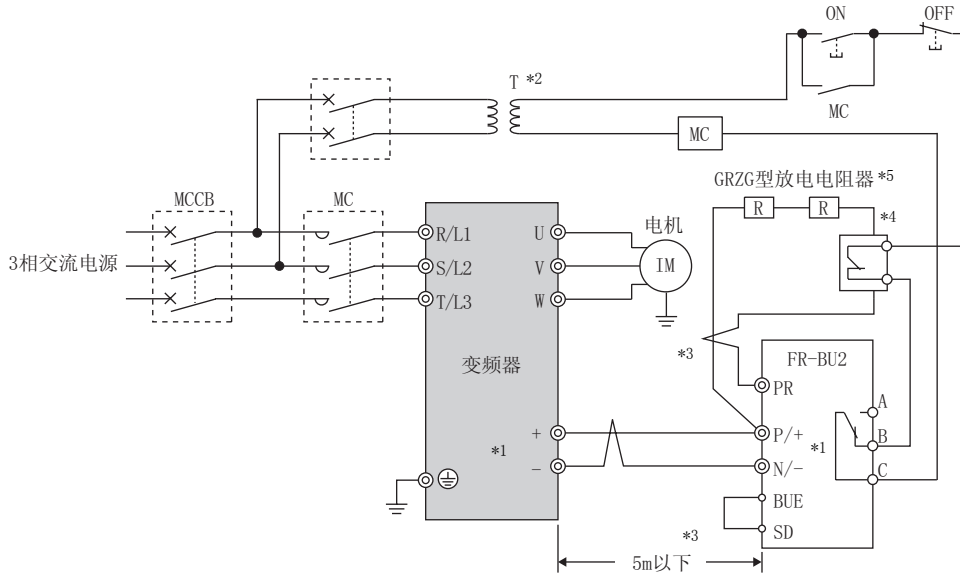 ON
OFF
T *2
MC
MC
GRZG型放电电阻器 *5
R
R
*4
MCCB
MC
3相交流电源
R/L1
S/L2
T/L3
U
V
W
电机
IM
变频器
*3
FR-BU2
PR
P/+
*1
N/-
BUE
SD
A
B
C
+
*1
-
*3
5m以下